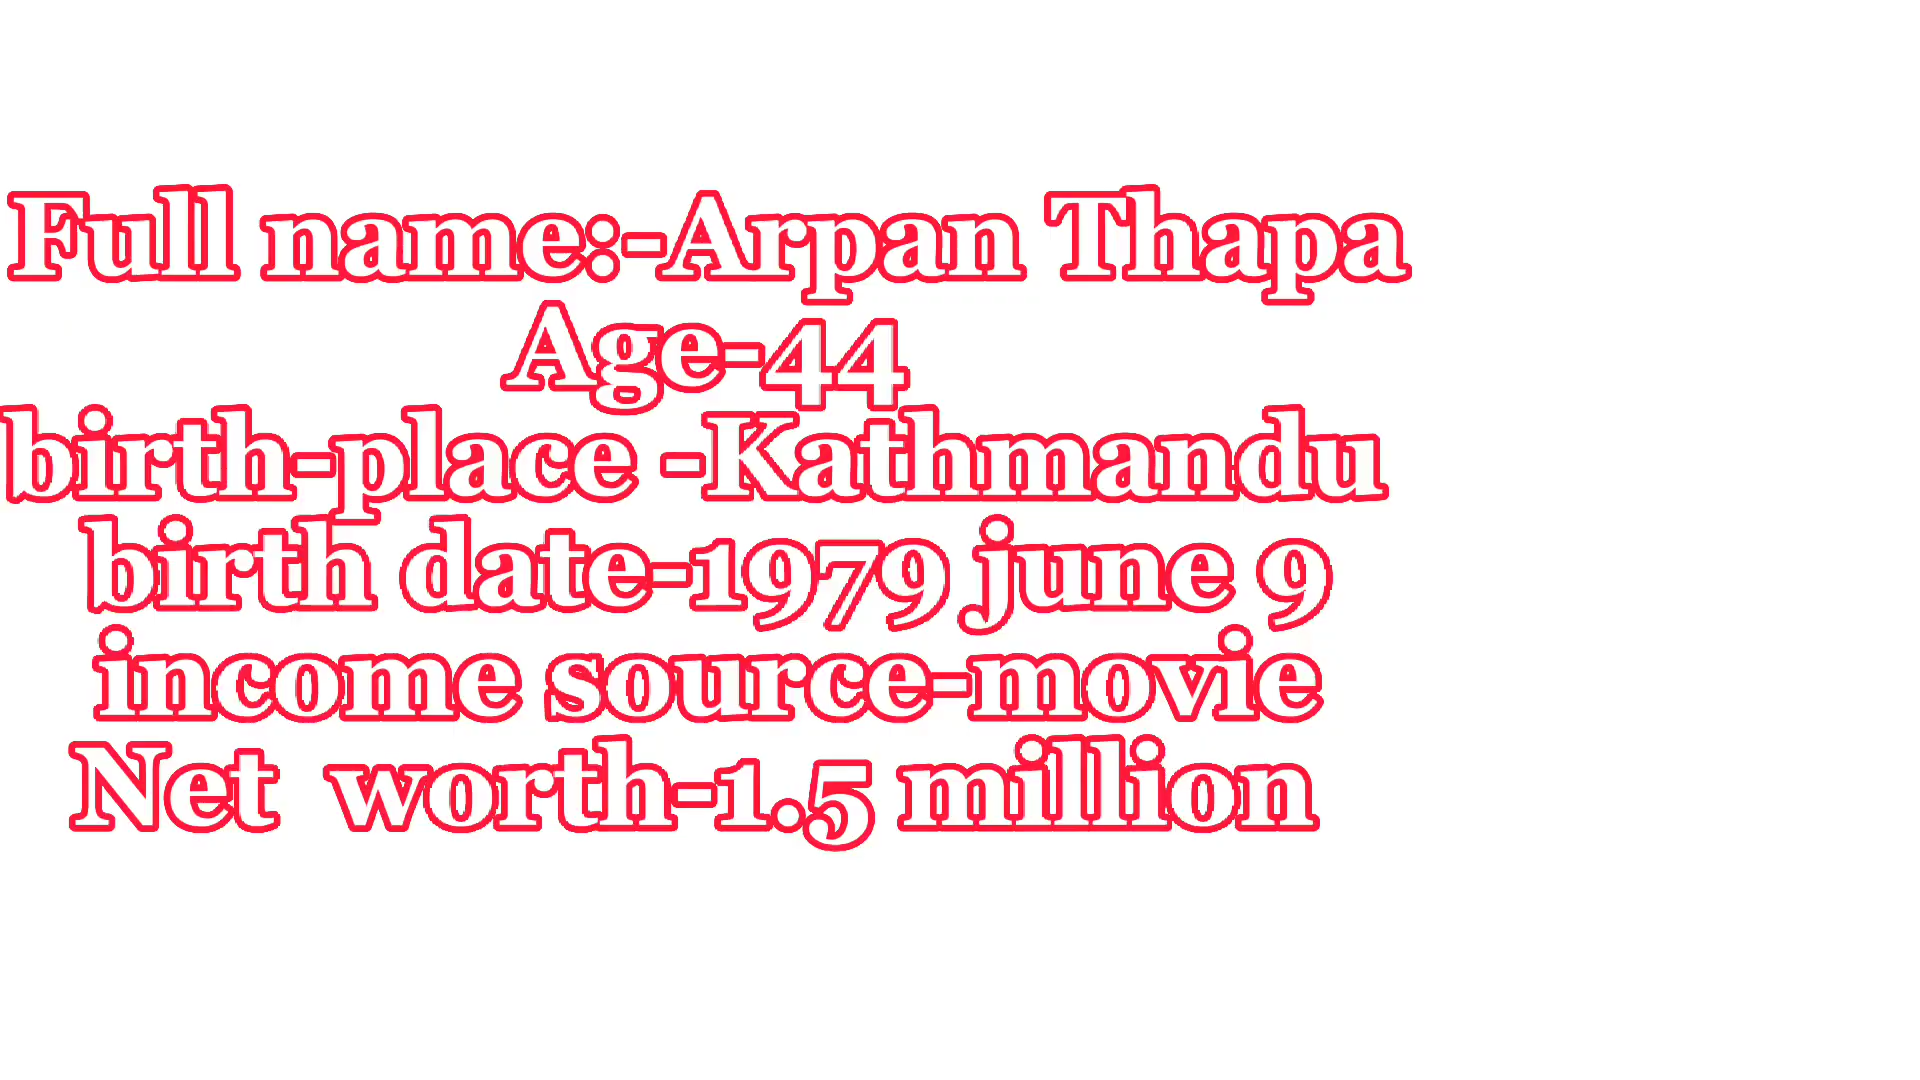 Full name:-Arpan Thapa
Age-44
birth-place -Kathmandu
birth date-1979 june 9
income source-movie
Net  worth-1.5 million